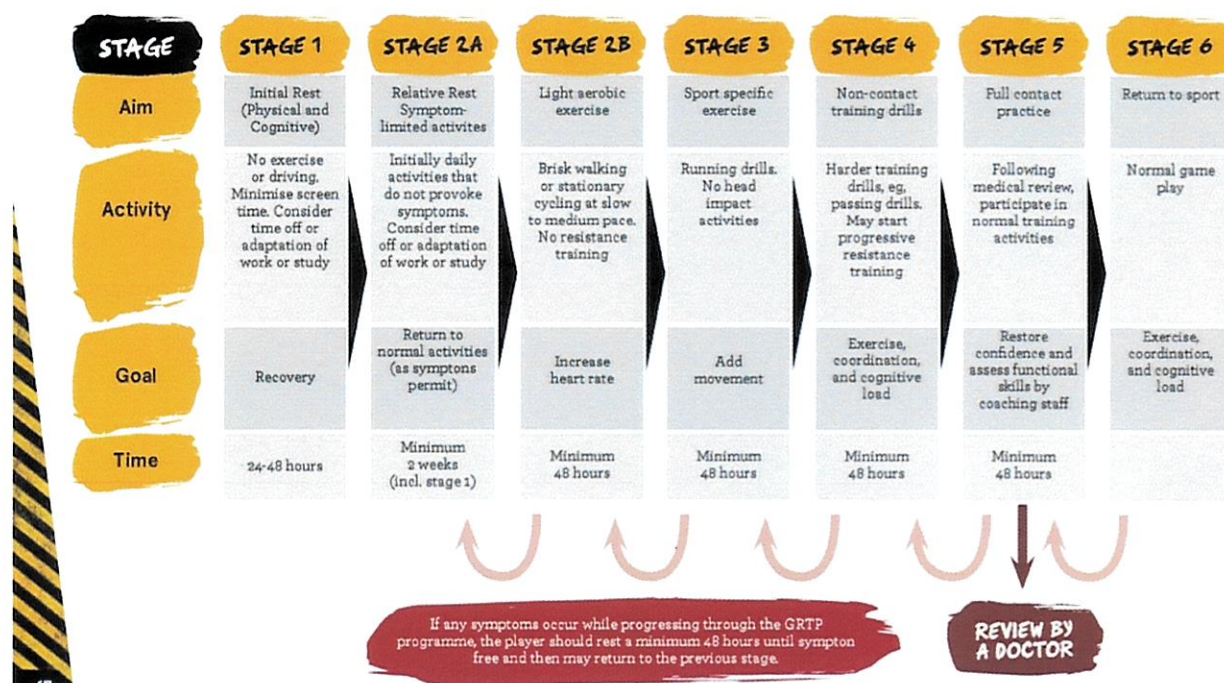 STAGE
STAGE 1
STAGE 2A
STAGE 2B
STAGE 3
STAGE 4
STAGE 5
STAGE 6
Aim
Initial Rest
(Physical and
Cognitive)
Relative Rest
Symptom-
limited activites
Light aerobic
exercise
Sport specific
exercise
Non-contact
training drills
Full contact
practice
Return to sport
Activity
No exercise
or driving.
Minimise screen
time. Consider
time off or
adaptation of
work or study
Initially daily
activities that
do not provoke
symptoms.
Consider time
off or adaptation
of work or study
Brisk walking
or stationary
cycling at slow
to medium pace.
No resistance
training
Running drills.
No head
impact
activities
Harder training
drills, eg,
passing drills.
May start
progressive
resistance
training
Following
medical review,
participate in
normal training
activities
Normal game
play
Goal
Recovery
Return to
normal activities
(as symptons
permit)
Increase
heart rate
Add
movement
Exercise,
coordination,
and cognitive
load
Restore
confidence and
assess functional
skills by
coaching staff
Exercise,
coordination,
and cognitive
load
Time
24-48 hours
Minimum
2 weeks
(incl. stage 1)
Minimum
48 hours
Minimum
48 hours
Minimum
48 hours
Minimum
48 hours
If any symptoms occur while progressing through the GRTP
programme, the player should rest a minimum 48 hours until sympton
free and then may return to the previous stage.
REVIEW BY
A DOCTOR